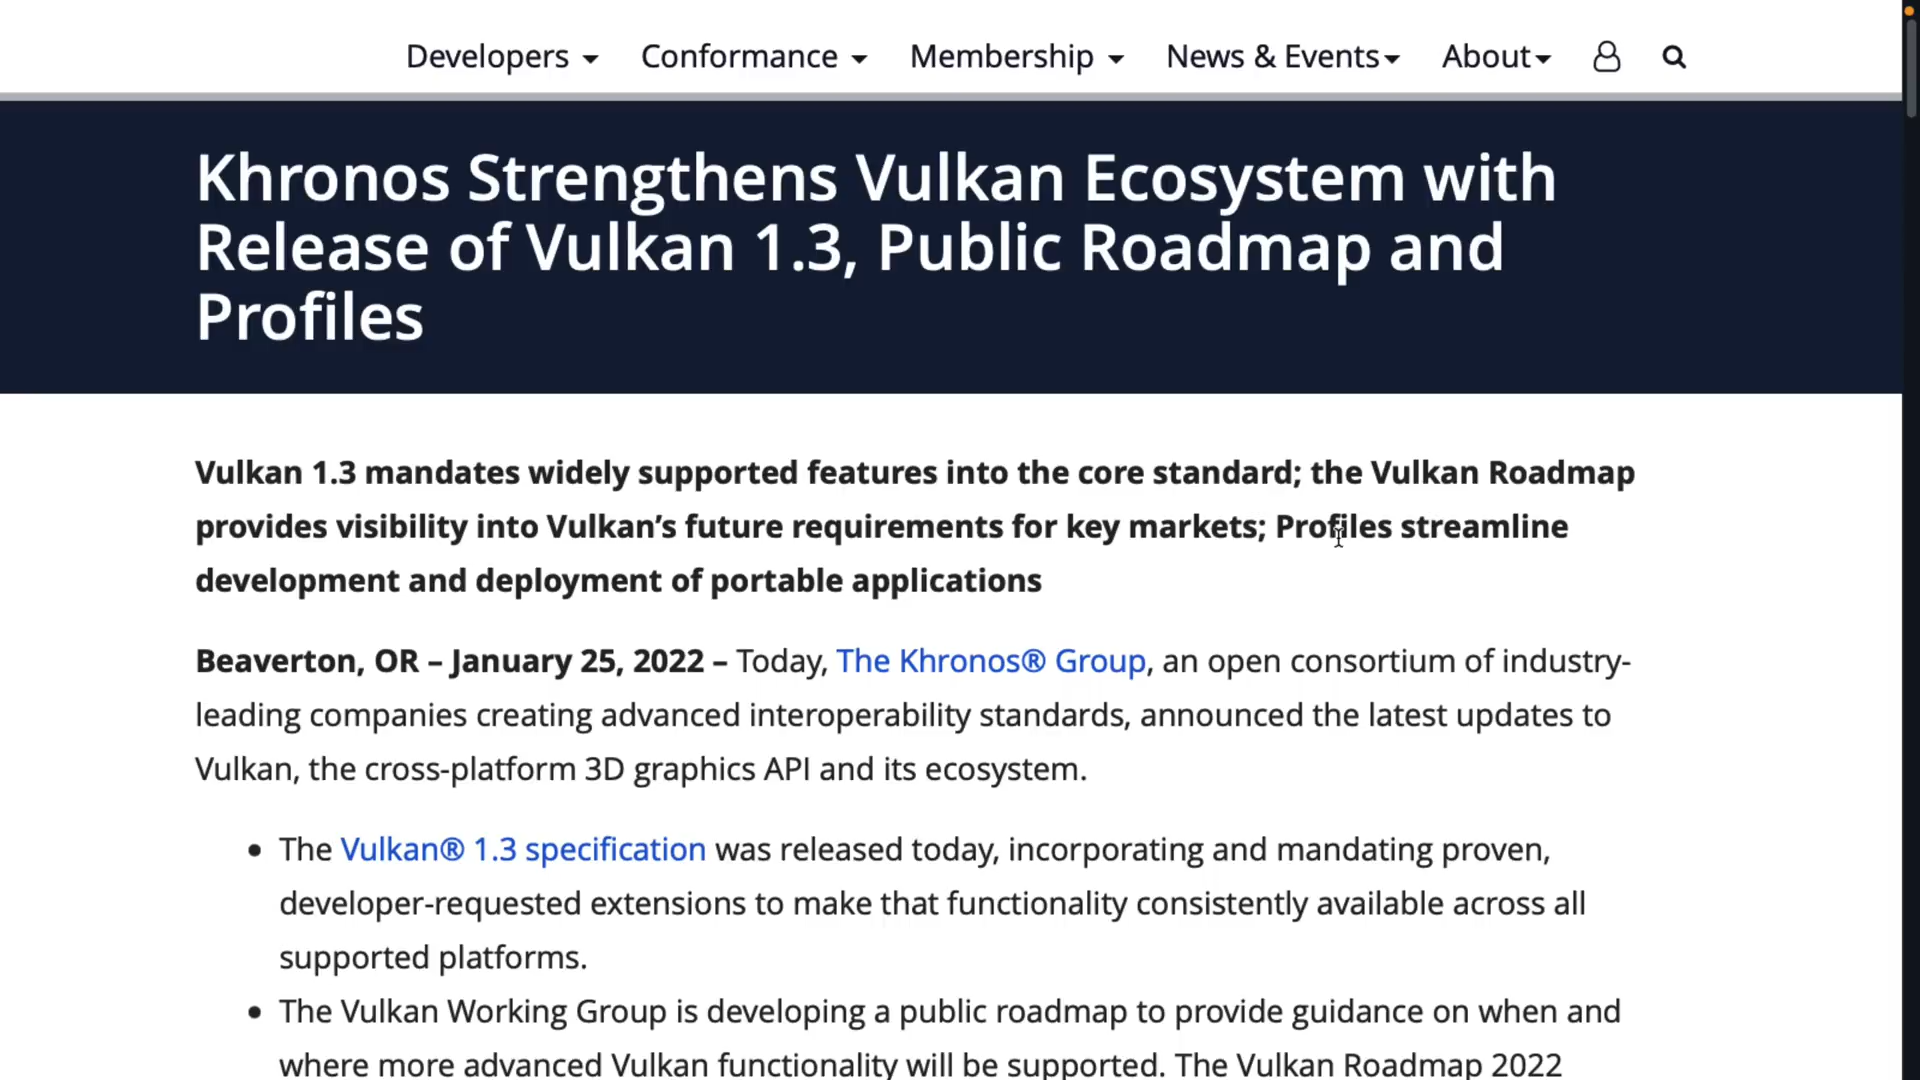 Developers Conformance Membership News & Events About
Khronos Strengthens Vulkan Ecosystem with
Release of Vulkan 1.3, Public Roadmap and
Profiles
Vulkan 1.3 mandates widely supported features into the core standard; the Vulkan Roadmap
provides visibility into Vulkan’s future requirements for key markets; Profiles streamline
development and deployment of portable applications
Beaverton, OR – January 25, 2022 – Today, The Khronos® Group, an open consortium of industry-
leading companies creating advanced interoperability standards, announced the latest updates to
Vulkan, the cross-platform 3D graphics API and its ecosystem.
• The Vulkan® 1.3 specification was released today, incorporating and mandating proven,
developer-requested extensions to make that functionality consistently available across all
supported platforms.
• The Vulkan Working Group is developing a public roadmap to provide guidance on when and
where more advanced Vulkan functionality will be supported. The Vulkan Roadmap 2022